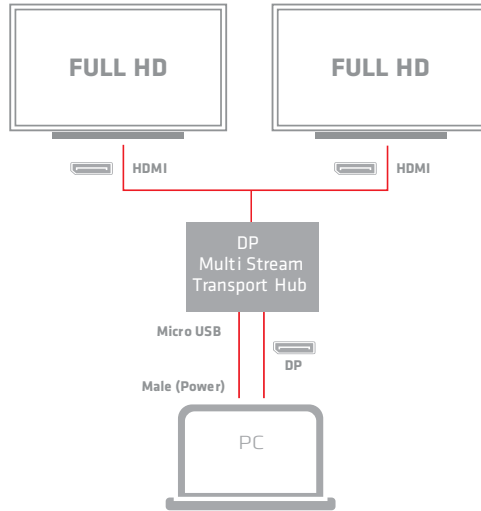 FULL HD
FULL HD
HDMI
HDMI
DP
Multi Stream
Transport Hub
Micro USB
DP
Male (Power)
PC